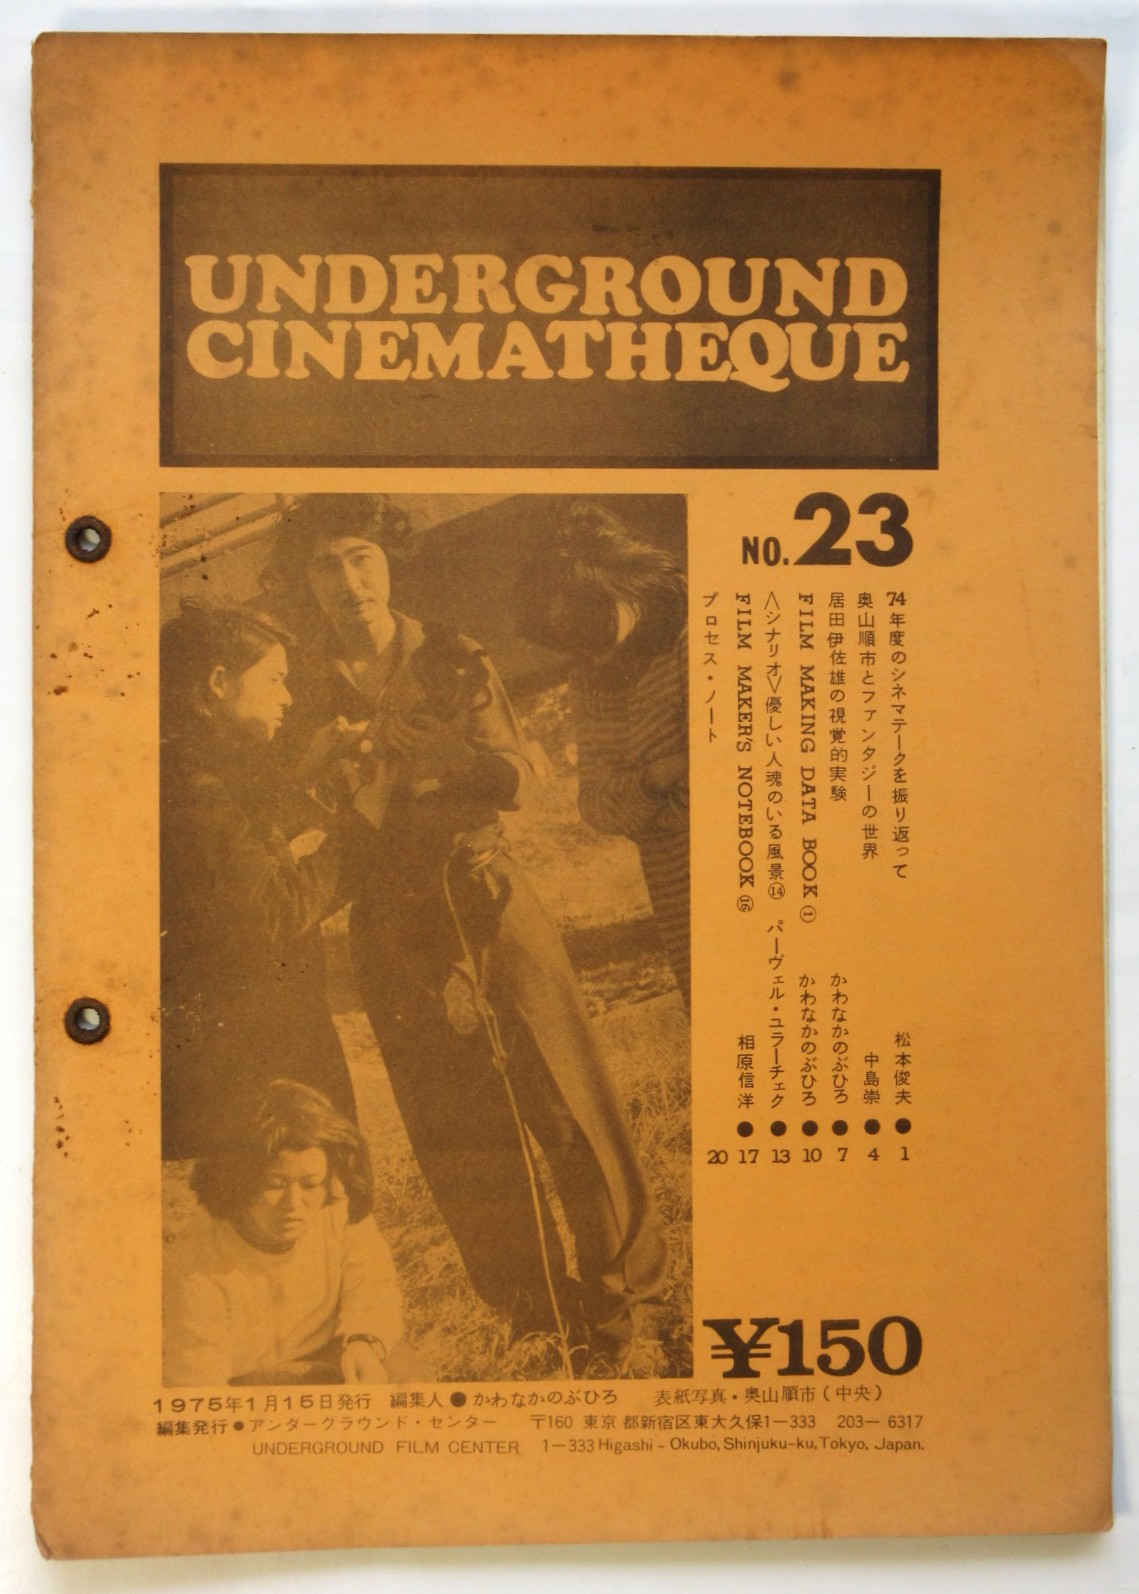 UNDERGROUND
CINEMATHEQUE
NO.23
74年度のシネマテークを振り返って 松本俊夫●1
奥山順市とファンタジーの世界 中島崇●4
居田伊佐雄の視覚的実験 かわなかのぶひろ●7
FILM MAKING DATA BOOK① かわなかのぶひろ●10
〈シナリオ〉優しい人魂のいる風景⑭ パーヴェル・ユラーチェク●13
FILM MAKER'S NOTEBOOK⑯ 相原信洋●17
プロセス・ノート 20
¥150
1975年1月15日発行 編集人●かわなかのぶひろ 表紙写真・奥山順市(中央)
編集発行●アンダーグラウンド・センター 〒160 東京都新宿区東大久保1−333 203−6317
UNDERGROUND FILM CENTER 1−333 Higashi-Okubo, Shinjuku-ku, Tokyo, Japan.